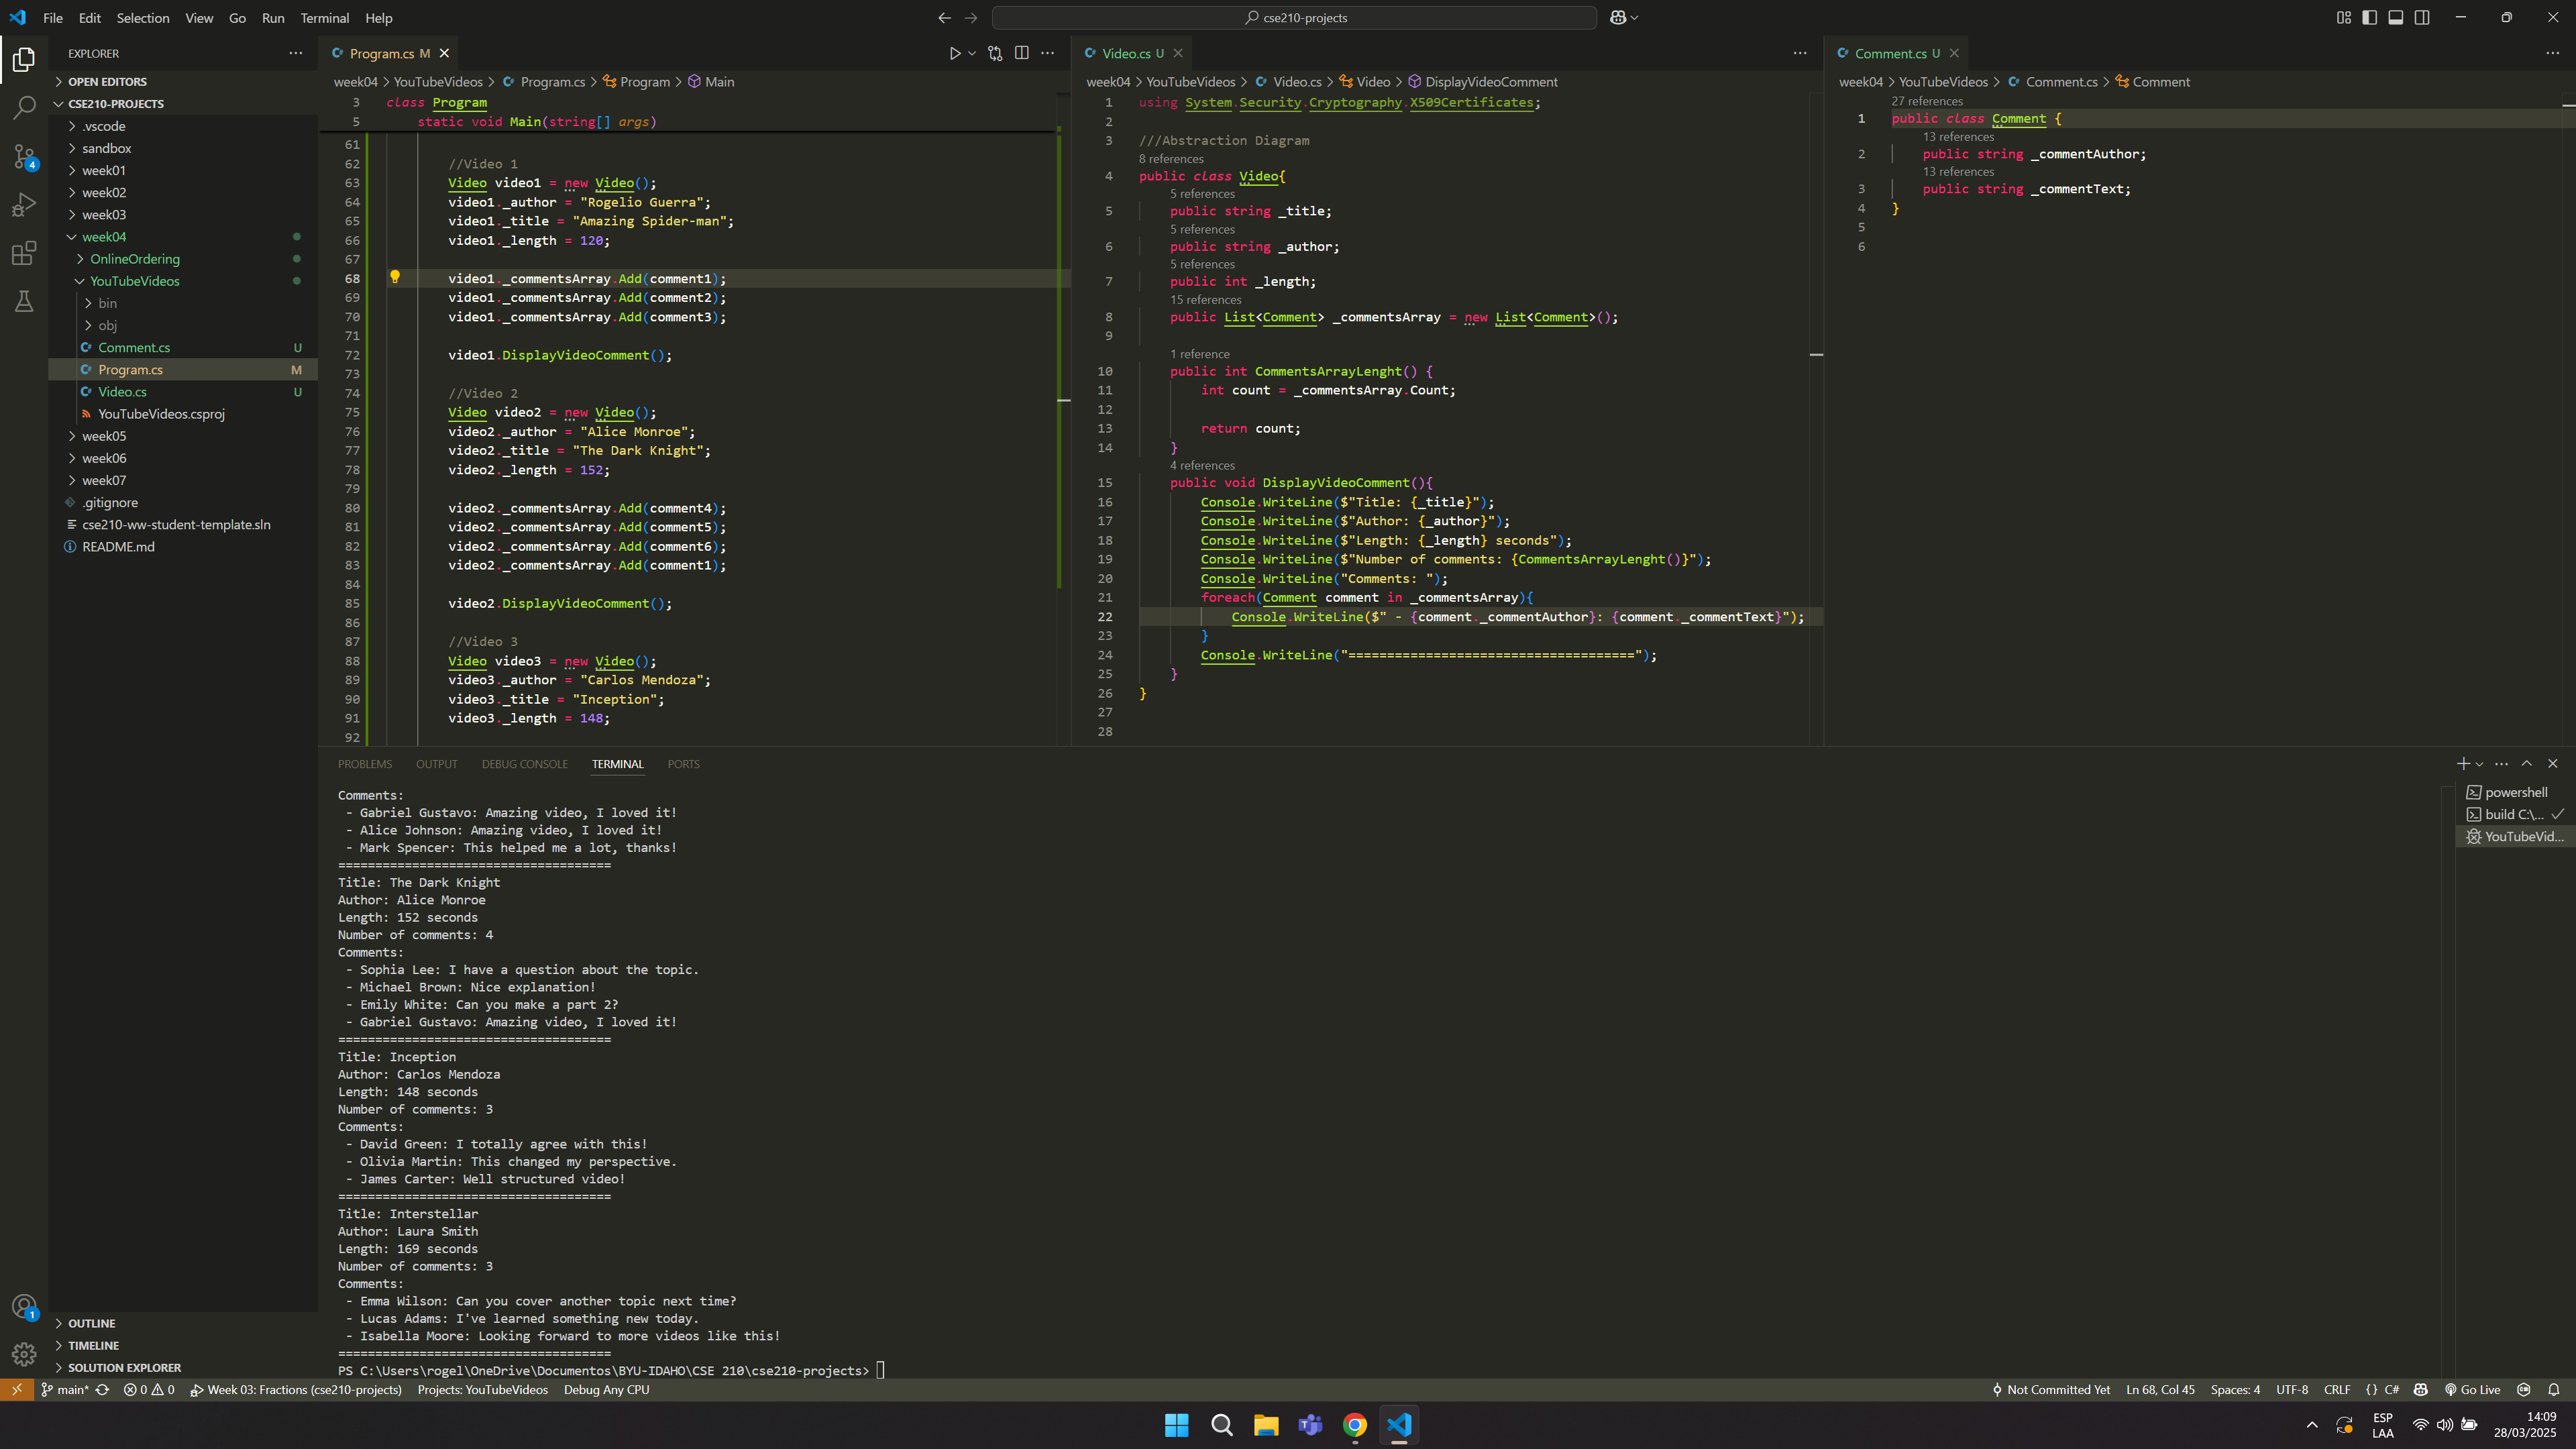 File Edit Selection View Go Run Terminal Help
cse210-projects
EXPLORER
OPEN EDITORS
CSE210-PROJECTS
.vscode
sandbox
week01
week02
week03
week04
OnlineOrdering
YouTubeVideos
bin
obj
Comment.cs U
Program.cs M
Video.cs U
YouTubeVideos.csproj
week05
week06
week07
.gitignore
cse210-ww-student-template.sln
README.md
OUTLINE
TIMELINE
SOLUTION EXPLORER
Program.cs M
week04 > YouTubeVideos > Program.cs > Program > Main
3 class Program
5 static void Main(string[] args)
61
62 //Video 1
63 Video video1 = new Video();
64 video1._author = "Rogelio Guerra";
65 video1._title = "Amazing Spider-man";
66 video1._length = 120;
67
68 video1._commentsArray.Add(comment1);
69 video1._commentsArray.Add(comment2);
70 video1._commentsArray.Add(comment3);
71
72 video1.DisplayVideoComment();
73
74 //Video 2
75 Video video2 = new Video();
76 video2._author = "Alice Monroe";
77 video2._title = "The Dark Knight";
78 video2._length = 152;
79
80 video2._commentsArray.Add(comment4);
81 video2._commentsArray.Add(comment5);
82 video2._commentsArray.Add(comment6);
83 video2._commentsArray.Add(comment1);
84
85 video2.DisplayVideoComment();
86
87 //Video 3
88 Video video3 = new Video();
89 video3._author = "Carlos Mendoza";
90 video3._title = "Inception";
91 video3._length = 148;
92
Video.cs U
week04 > YouTubeVideos > Video.cs > Video > DisplayVideoComment
1 using System.Security.Cryptography.X509Certificates;
2
3 ///Abstraction Diagram
8 references
4 public class Video{
5 references
5 public string _title;
5 references
6 public string _author;
5 references
7 public int _length;
15 references
8 public List<Comment> _commentsArray = new List<Comment>();
9
1 reference
10 public int CommentsArrayLenght() {
11 int count = _commentsArray.Count;
12
13 return count;
14 }
4 references
15 public void DisplayVideoComment(){
16 Console.WriteLine($"Title: {_title}");
17 Console.WriteLine($"Author: {_author}");
18 Console.WriteLine($"Length: {_length} seconds");
19 Console.WriteLine($"Number of comments: {CommentsArrayLenght()}");
20 Console.WriteLine("Comments: ");
21 foreach(Comment comment in _commentsArray){
22 Console.WriteLine($" - {comment._commentAuthor}: {comment._commentText}");
23 }
24 Console.WriteLine("=====================================");
25 }
26 }
27
28
Comment.cs U
week04 > YouTubeVideos > Comment.cs > Comment
27 references
1 public class Comment {
13 references
2 public string _commentAuthor;
13 references
3 public string _commentText;
4 }
5
6
PROBLEMS OUTPUT DEBUG CONSOLE TERMINAL PORTS
Comments:
- Gabriel Gustavo: Amazing video, I loved it!
- Alice Johnson: Amazing video, I loved it!
- Mark Spencer: This helped me a lot, thanks!
=====================================
Title: The Dark Knight
Author: Alice Monroe
Length: 152 seconds
Number of comments: 4
Comments:
- Sophia Lee: I have a question about the topic.
- Michael Brown: Nice explanation!
- Emily White: Can you make a part 2?
- Gabriel Gustavo: Amazing video, I loved it!
=====================================
Title: Inception
Author: Carlos Mendoza
Length: 148 seconds
Number of comments: 3
Comments:
- David Green: I totally agree with this!
- Olivia Martin: This changed my perspective.
- James Carter: Well structured video!
=====================================
Title: Interstellar
Author: Laura Smith
Length: 169 seconds
Number of comments: 3
Comments:
- Emma Wilson: Can you cover another topic next time?
- Lucas Adams: I've learned something new today.
- Isabella Moore: Looking forward to more videos like this!
=====================================
PS C:\Users\rogel\OneDrive\Documentos\BYU-IDAHO\CSE 210\cse210-projects>
powershell
build C:\...
YouTubeVid...
4
1
main* 0 0 Week 03: Fractions (cse210-projects) Projects: YouTubeVideos Debug Any CPU
Not Committed Yet Ln 68, Col 45 Spaces: 4 UTF-8 CRLF {} C# Go Live
ESP
LAA
14:09
28/03/2025